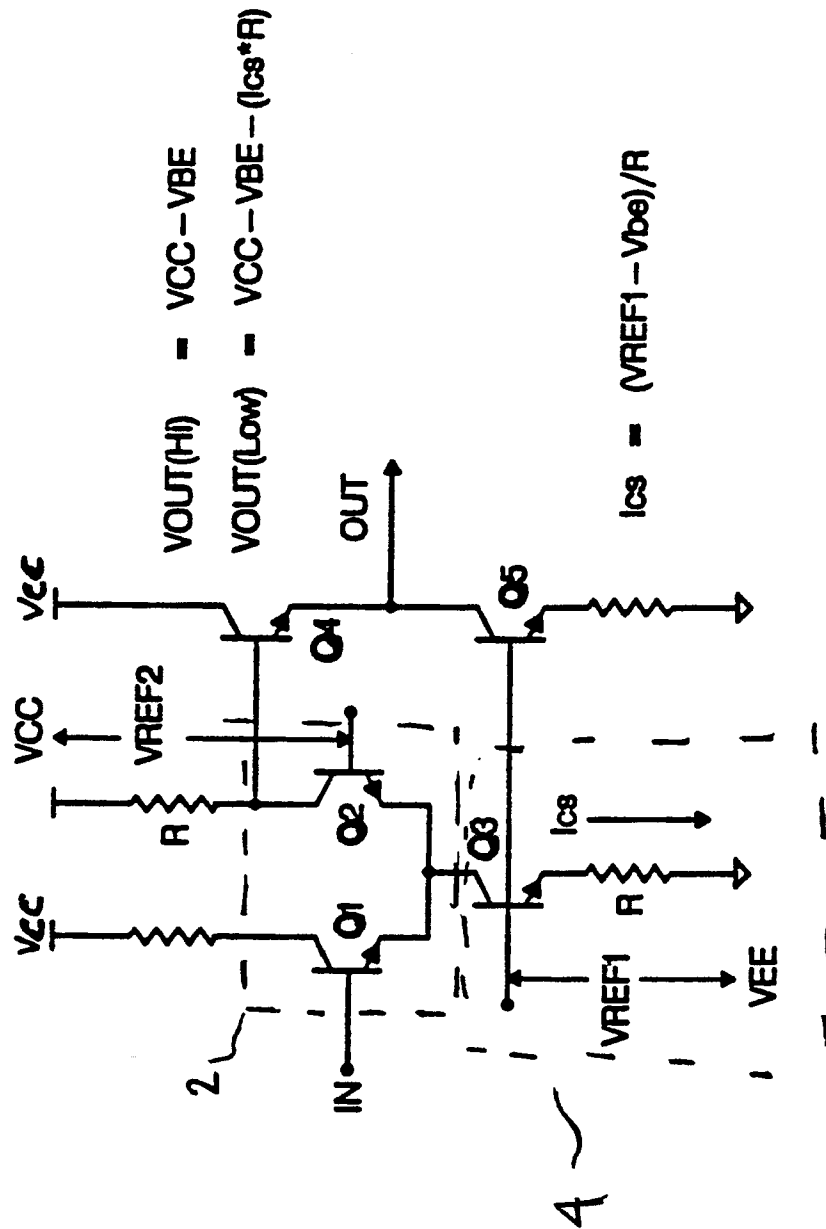 Vcc
Vcc
VCC
VREF2
R
VOUT(HI) = VCC-VBE
VOUT(Low) = VCC-VBE-(Ics*R)
2
Q1
Q2
Q4
IN
OUT
Q3
Q5
4
VREF1
VEE
Ics
R
Ics = (VREF1-Vbe)/R